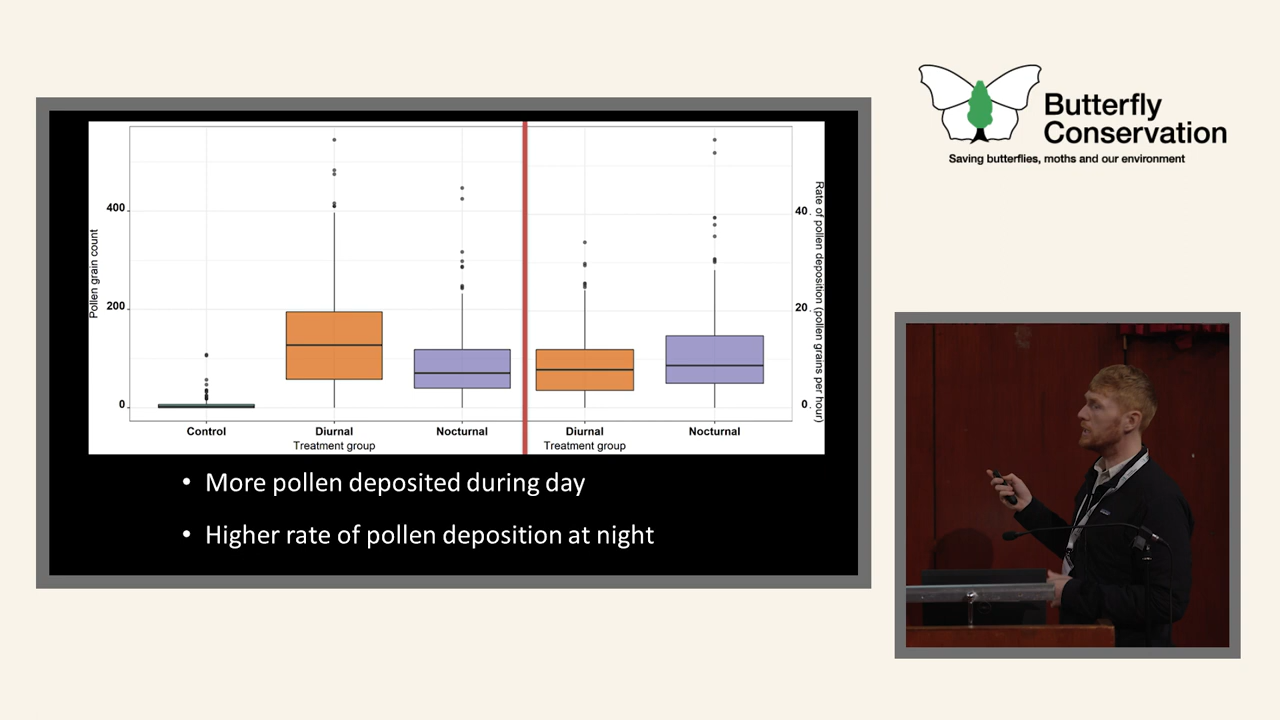 Butterfly
Conservation
Saving butterflies, moths and our environment
Pollen grain count
400
200
0
Control
Diurnal
Nocturnal
Treatment group
Diurnal
Nocturnal
Treatment group
40
20
0
Rate of pollen deposition (pollen grains per hour)
• More pollen deposited during day
• Higher rate of pollen deposition at night